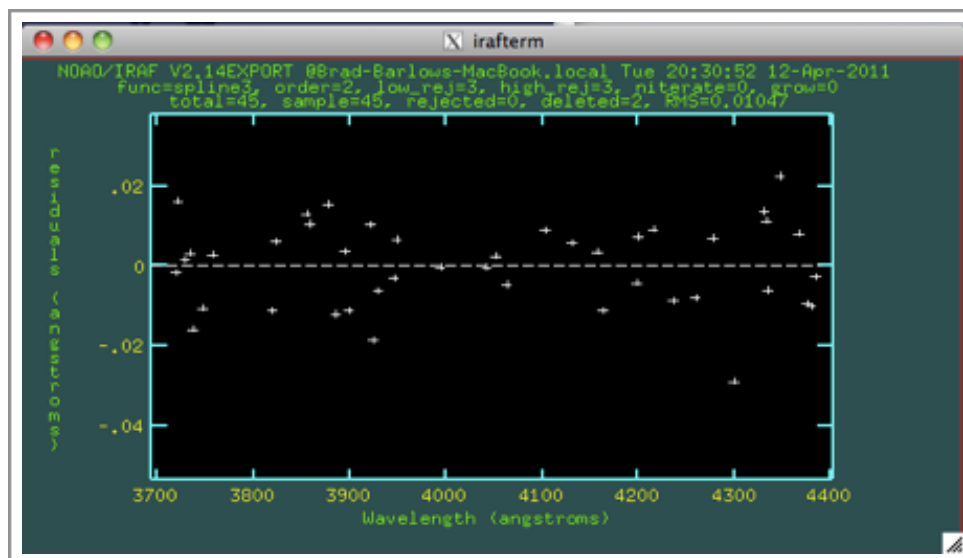 irafterm
NOAO/IRAF V2.14EXPORT @Brad-Barlows-MacBook.local Tue 20:30:52 12-Apr-2011
func=spline3, order=2, low_rej=3, high_rej=3, niterate=0, grow=0
total=45, sample=45, rejected=0, deleted=2, RMS=0.01047
residuals (angstroms)
.02
0
-.02
-.04
3700 3800 3900 4000 4100 4200 4300 4400
Wavelength (angstroms)